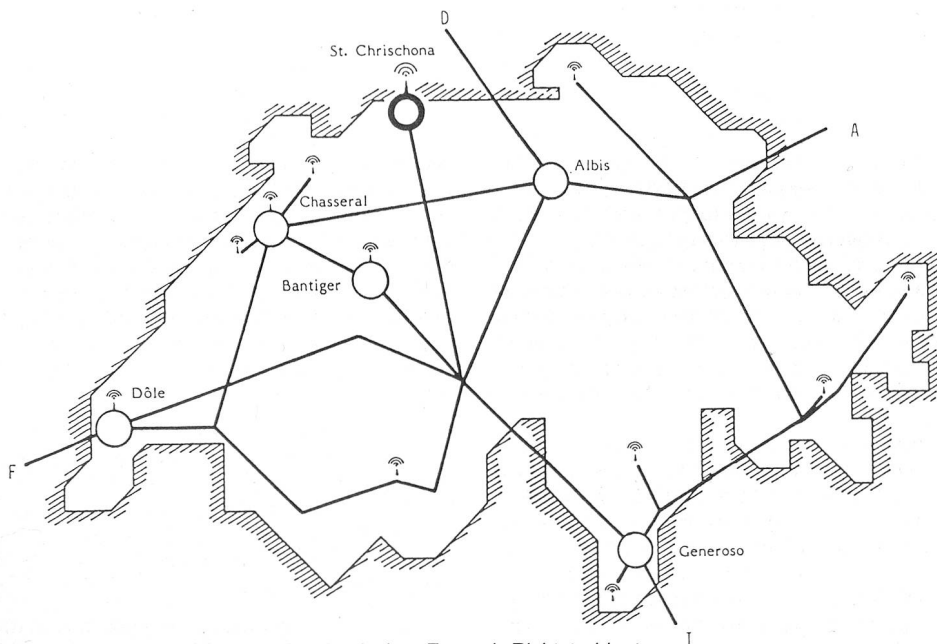 D
St. Chrischona
A
Albis
Chasseral
Bantiger
Dôle
F
Generoso
I